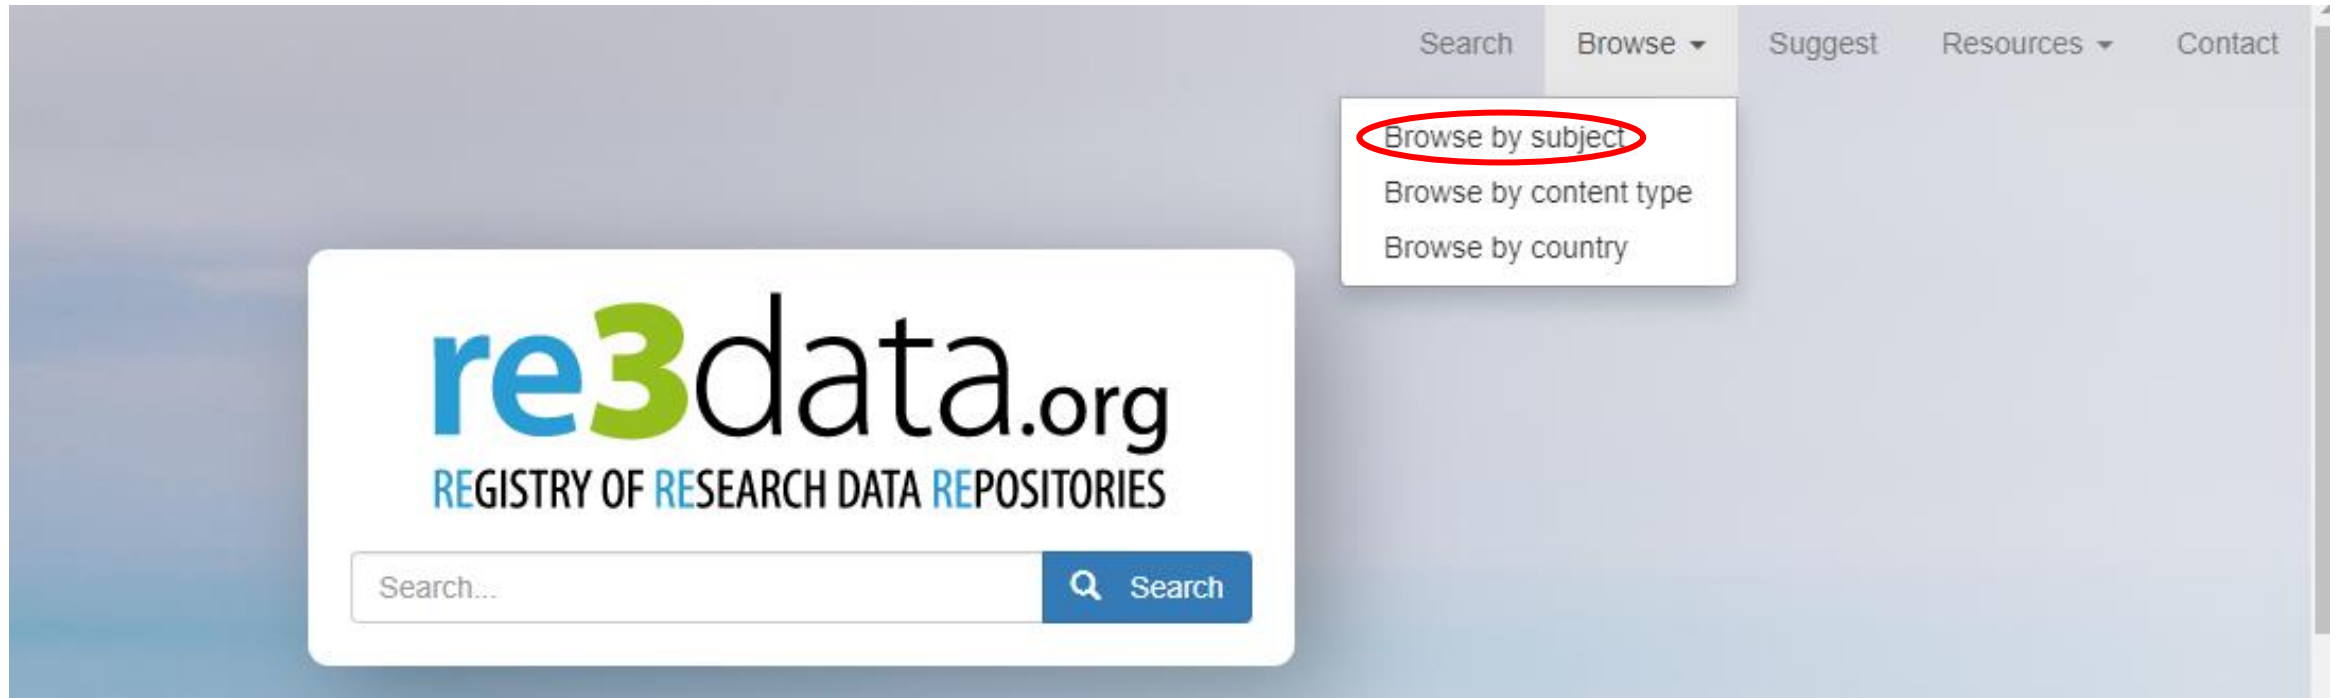 Search Browse Suggest Resources Contact
Browse by subject
Browse by content type
Browse by country
re3data.org
REGISTRY OF RESEARCH DATA REPOSITORIES
Search... Search